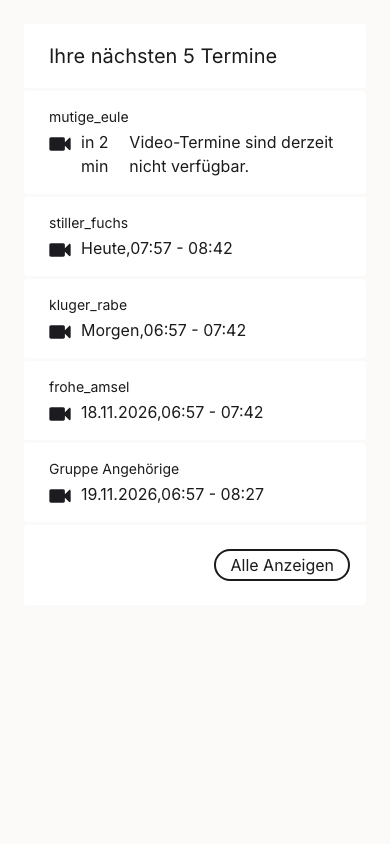 Ihre nächsten 5 Termine
mutige_eule
in 2 min
Video-Termine sind derzeit
nicht verfügbar.
stiller_fuchs
Heute,07:57 - 08:42
kluger_rabe
Morgen,06:57 - 07:42
frohe_amsel
18.11.2026,06:57 - 07:42
Gruppe Angehörige
19.11.2026,06:57 - 08:27
Alle Anzeigen